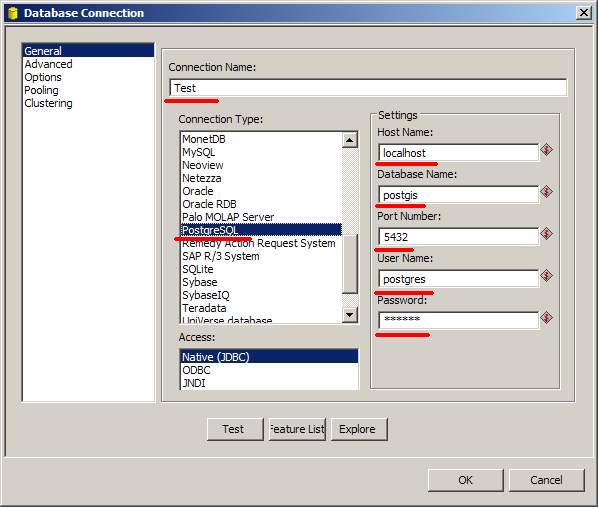 Database Connection
General
Advanced
Options
Pooling
Clustering
Connection Name:
Test
Connection Type:
MonetDB
MySQL
Neoview
Netezza
Oracle
Oracle RDB
Palo MOLAP Server
PostgreSQL
Remedy Action Request System
SAP R/3 System
SQLite
Sybase
SybaseIQ
Teradata
UniVerse database
Access:
Native (JDBC)
ODBC
JNDI
Settings
Host Name:
localhost
Database Name:
postgis
Port Number:
5432
User Name:
postgres
Password:
******
Test
Feature List
Explore
OK
Cancel